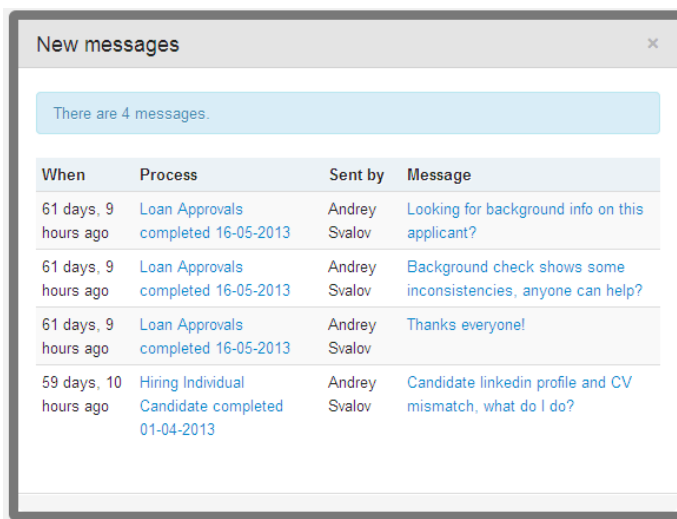 New messages ×
There are 4 messages.
When Process Sent by Message
61 days, 9 Loan Approvals Andrey Looking for background info on this
hours ago completed 16-05-2013 Svalov applicant?
61 days, 9 Loan Approvals Andrey Background check shows some
hours ago completed 16-05-2013 Svalov inconsistencies, anyone can help?
61 days, 9 Loan Approvals Andrey Thanks everyone!
hours ago completed 16-05-2013 Svalov
59 days, 10 Hiring Individual Andrey Candidate linkedin profile and CV
hours ago Candidate completed Svalov mismatch, what do I do?
01-04-2013